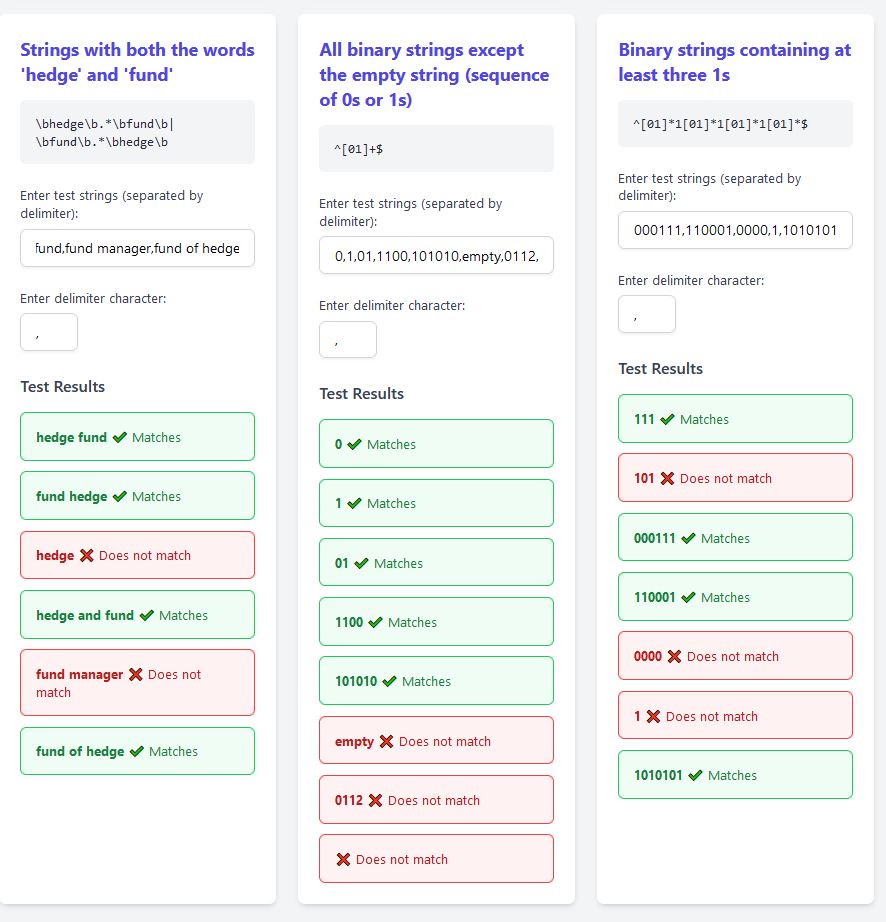 Strings with both the words
'hedge' and 'fund'
\bhedge\b.*\bfund\b|
\bfund\b.*\bhedge\b
Enter test strings (separated by
delimiter):
fund,fund manager,fund of hedge
Enter delimiter character:
,
Test Results
hedge fund ✔ Matches
fund hedge ✔ Matches
hedge ❌ Does not match
hedge and fund ✔ Matches
fund manager ❌ Does not
match
fund of hedge ✔ Matches
All binary strings except
the empty string (sequence
of 0s or 1s)
^[01]+$
Enter test strings (separated by
delimiter):
0,1,01,1100,101010,empty,0112,
Enter delimiter character:
,
Test Results
0 ✔ Matches
1 ✔ Matches
01 ✔ Matches
1100 ✔ Matches
101010 ✔ Matches
empty ❌ Does not match
0112 ❌ Does not match
❌ Does not match
Binary strings containing at
least three 1s
^[01]*1[01]*1[01]*1[01]*$
Enter test strings (separated by
delimiter):
000111,110001,0000,1,1010101
Enter delimiter character:
,
Test Results
111 ✔ Matches
101 ❌ Does not match
000111 ✔ Matches
110001 ✔ Matches
0000 ❌ Does not match
1 ❌ Does not match
1010101 ✔ Matches